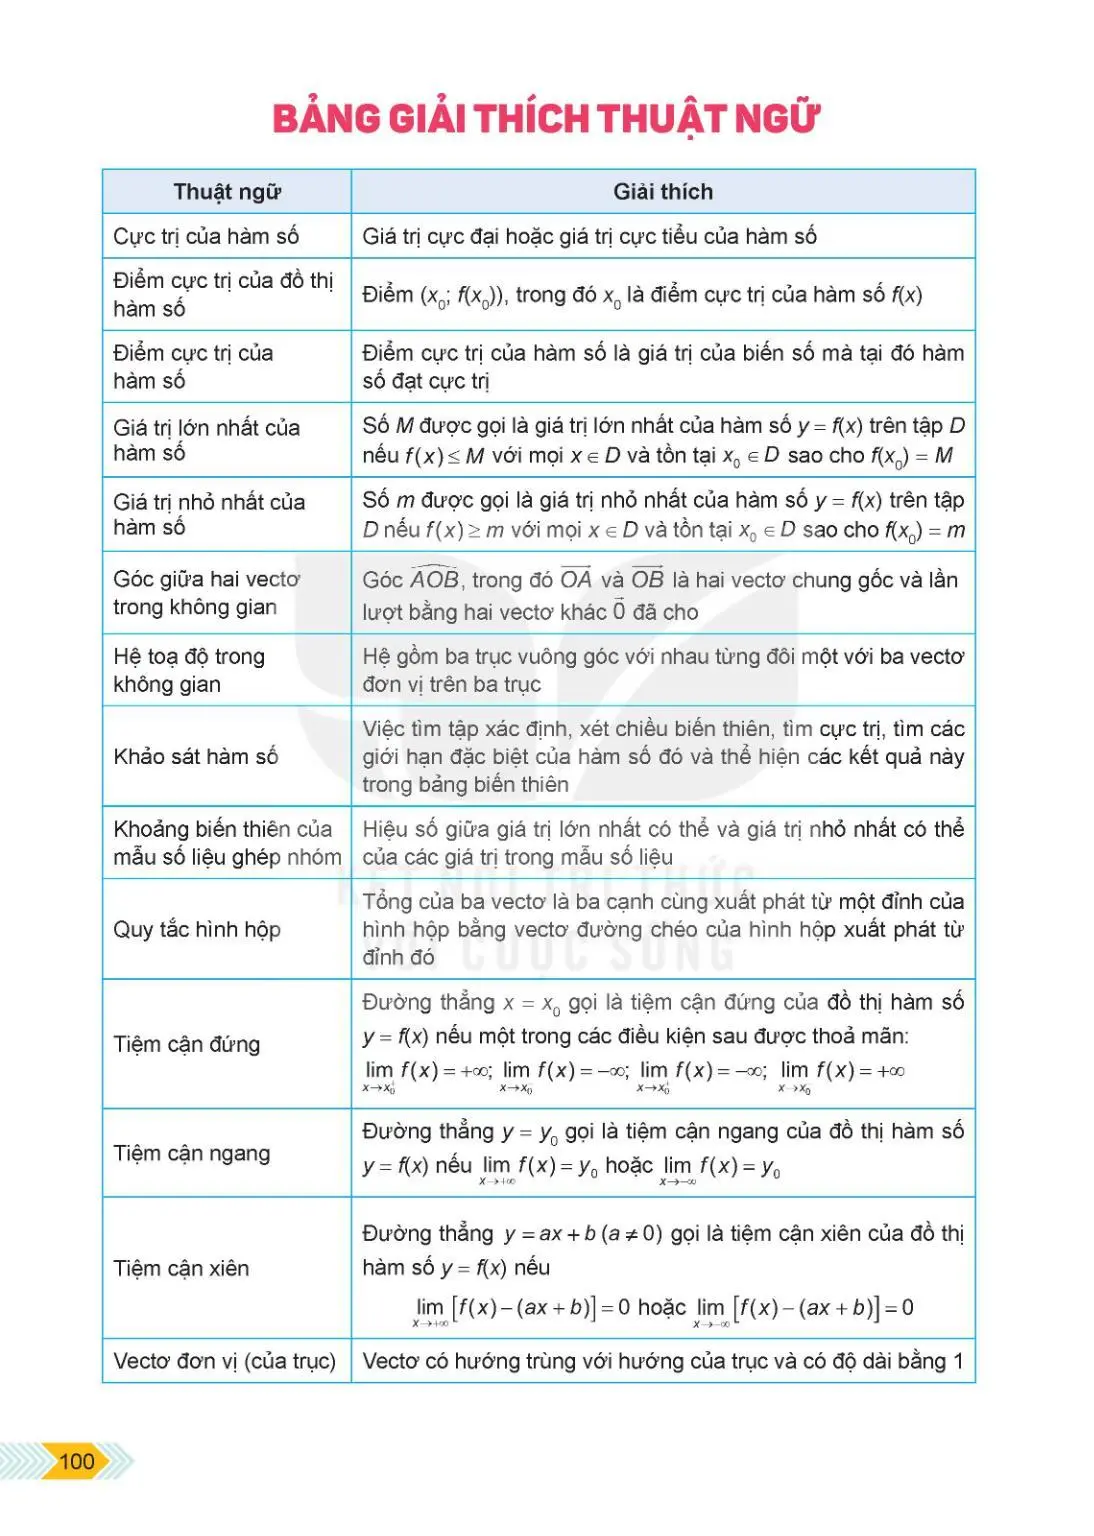 BẢNG GIẢI THÍCH THUẬT NGỮ
Thuật ngữ
Giải thích
Cực trị của hàm số
Giá trị cực đại hoặc giá trị cực tiểu của hàm số
Điểm cực trị của đồ thị
hàm số
Điểm (x₀; f(x₀)), trong đó x₀ là điểm cực trị của hàm số f(x)
Điểm cực trị của
hàm số
Điểm cực trị của hàm số là giá trị của biến số mà tại đó hàm
số đạt cực trị
Giá trị lớn nhất của
hàm số
Số M được gọi là giá trị lớn nhất của hàm số y = f(x) trên tập D
nếu f(x) ≤ M với mọi x ∈ D và tồn tại x₀ ∈ D sao cho f(x₀) = M
Giá trị nhỏ nhất của
hàm số
Số m được gọi là giá trị nhỏ nhất của hàm số y = f(x) trên tập
D nếu f(x) ≥ m với mọi x ∈ D và tồn tại x₀ ∈ D sao cho f(x₀) = m
Góc giữa hai vectơ
trong không gian
Góc \widehat{AOB}, trong đó \overrightarrow{OA} và \overrightarrow{OB} là hai vectơ chung gốc và lần
lượt bằng hai vectơ khác \vec{0} đã cho
Hệ toạ độ trong
không gian
Hệ gồm ba trục vuông góc với nhau từng đôi một với ba vectơ
đơn vị trên ba trục
Khảo sát hàm số
Việc tìm tập xác định, xét chiều biến thiên, tìm cực trị, tìm các
giới hạn đặc biệt của hàm số đó và thể hiện các kết quả này
trong bảng biến thiên
Khoảng biến thiên của
mẫu số liệu ghép nhóm
Hiệu số giữa giá trị lớn nhất có thể và giá trị nhỏ nhất có thể
của các giá trị trong mẫu số liệu
KẾT NỐI TRI THỨC
VỚI CUỘC SỐNG
Quy tắc hình hộp
Tổng của ba vectơ là ba cạnh cùng xuất phát từ một đỉnh của
hình hộp bằng vectơ đường chéo của hình hộp xuất phát từ
đỉnh đó
Tiệm cận đứng
Đường thẳng x = x₀ gọi là tiệm cận đứng của đồ thị hàm số
y = f(x) nếu một trong các điều kiện sau được thoả mãn:
lim_{x→x₀⁺} f(x) = +∞; lim_{x→x₀⁻} f(x) = −∞; lim_{x→x₀⁺} f(x) = −∞; lim_{x→x₀⁻} f(x) = +∞
Tiệm cận ngang
Đường thẳng y = y₀ gọi là tiệm cận ngang của đồ thị hàm số
y = f(x) nếu lim_{x→+∞} f(x) = y₀ hoặc lim_{x→−∞} f(x) = y₀
Tiệm cận xiên
Đường thẳng y = ax + b (a ≠ 0) gọi là tiệm cận xiên của đồ thị
hàm số y = f(x) nếu
lim_{x→+∞} [f(x) − (ax + b)] = 0 hoặc lim_{x→−∞} [f(x) − (ax + b)] = 0
Vectơ đơn vị (của trục)
Vectơ có hướng trùng với hướng của trục và có độ dài bằng 1
100